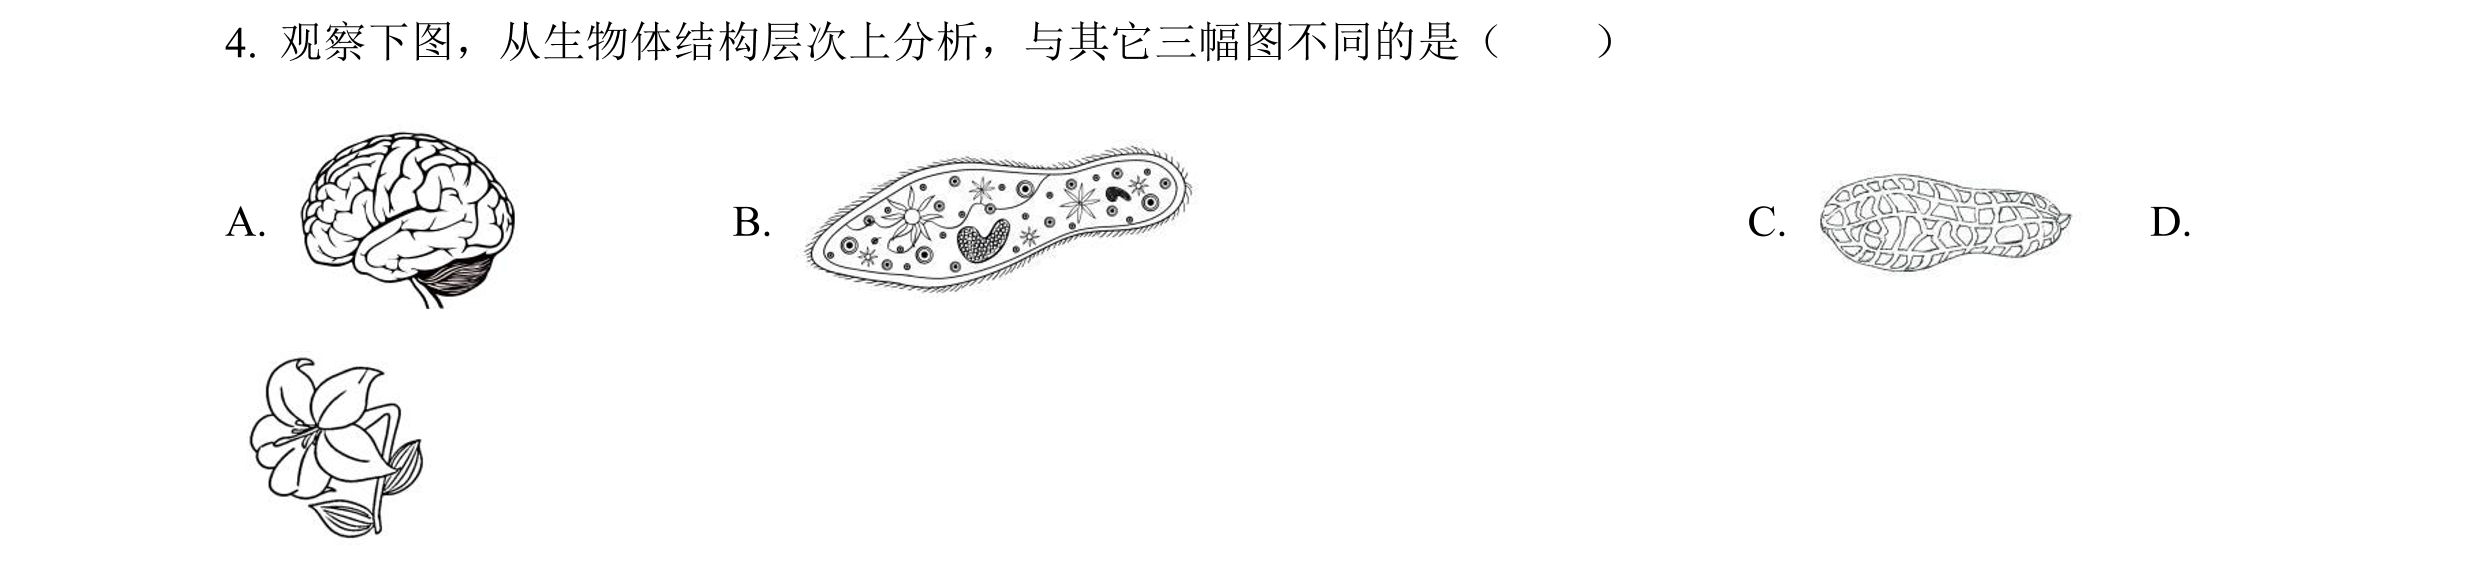 4. 观察下图，从生物体结构层次上分析，与其它三幅图不同的是（　　）
A. B. C. D.